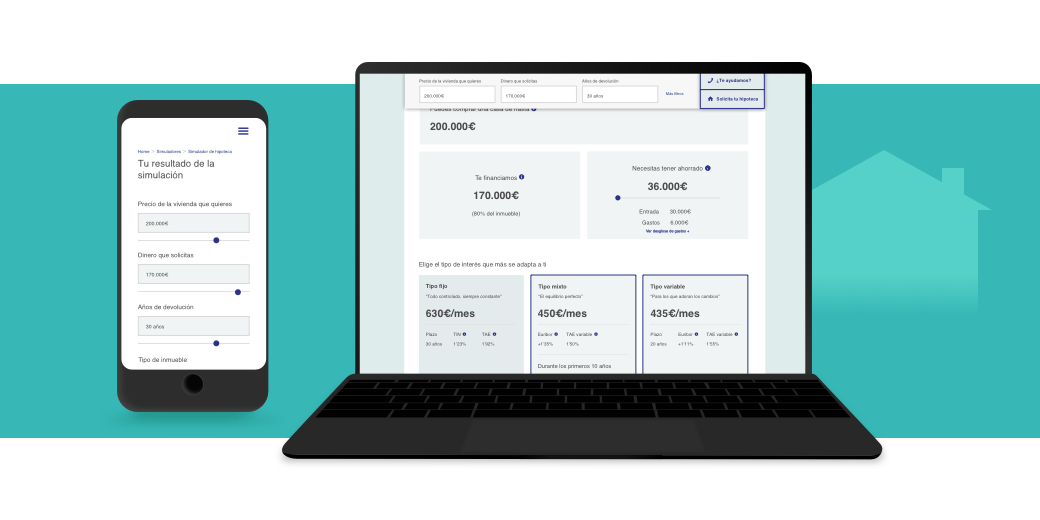 Home > Simuladores > Simulador de hipoteca
Tu resultado de la
simulación
Precio de la vivienda que quieres
200.000€
Dinero que solicitas
170.000€
Años de devolución
30 años
Tipo de inmueble
Precio de la vivienda que quieres
Dinero que solicitas
Años de devolución
200.000€
170.000€
30 años
Más filtros
¿Te ayudamos?
Solicita tu hipoteca
Puedes comprar una casa de hasta
200.000€
Te financiamos
170.000€
(89% del inmueble)
Necesitas tener ahorrado
36.000€
Entrada 30.000€
Gastos 6.000€
Ver desglose de gastos +
Elige el tipo de interés que más se adapta a ti
Tipo fijo
"Todo controlado, siempre constante"
630€/mes
Plazo TIN TAE
30 años 1'23% 1'92%
Tipo mixto
"El equilibrio perfecto"
450€/mes
Euribor TAE variable
+1'35% 1'50%
Durante los primeros 10 años
Tipo variable
"Para los que adoran los cambios"
435€/mes
Plazo Euribor TAE variable
20 años +1'11% 1'55%